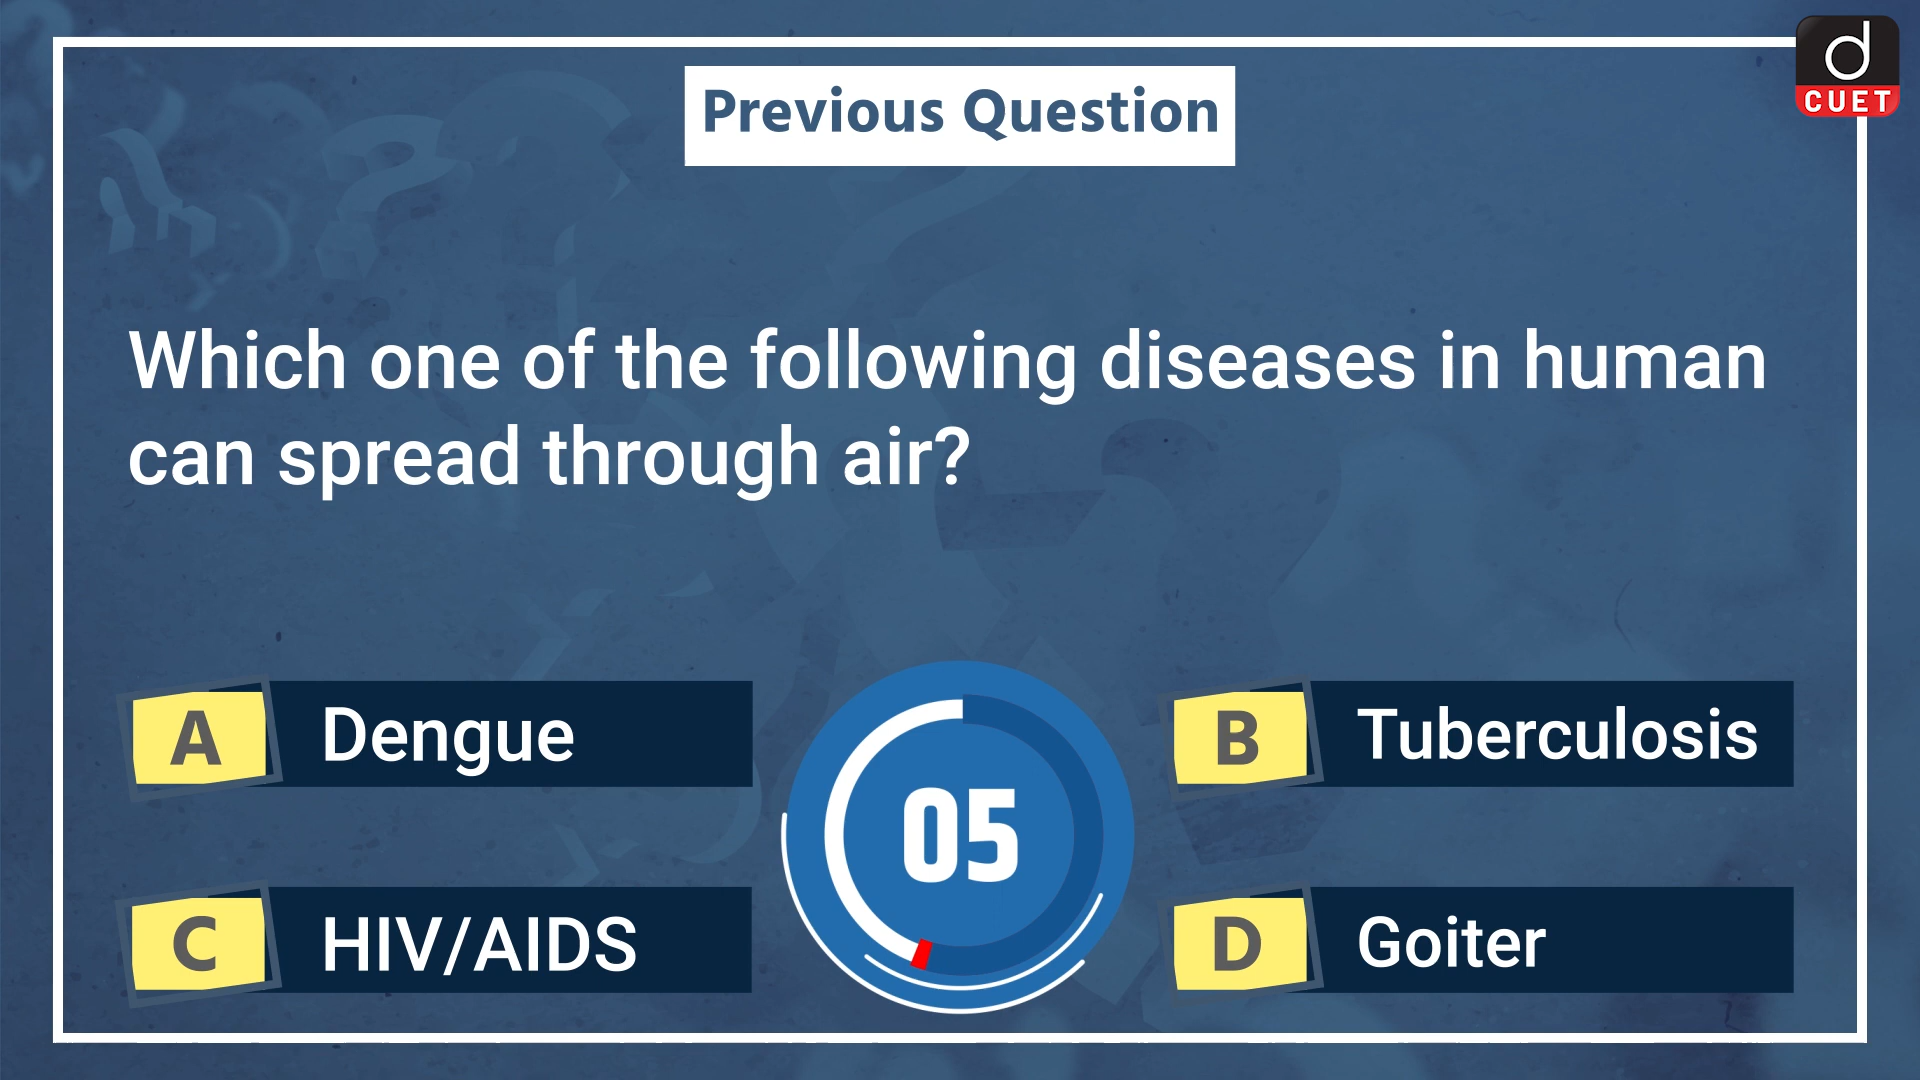 d
CUET
Previous Question
Which one of the following diseases in human
can spread through air?
A Dengue
B Tuberculosis
05
C HIV/AIDS
D Goiter